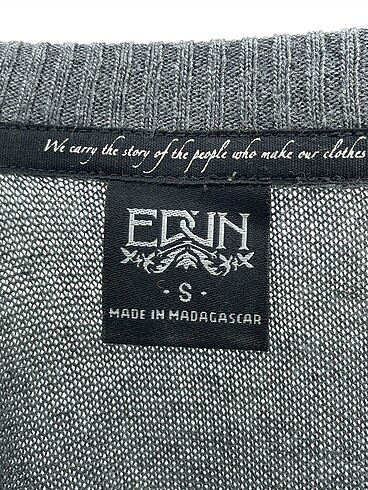 We carry the story of the people who make our clothes
EDUN
· S ·
MADE IN MADAGASCAR